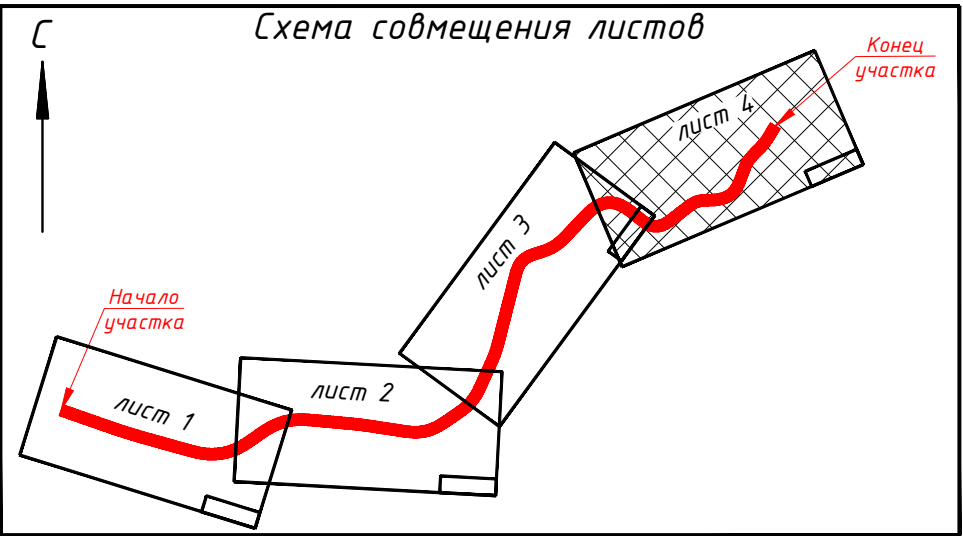 Схема совмещения листов
С
Конец
участка
лист 4
лист 3
Начало
участка
лист 2
лист 1